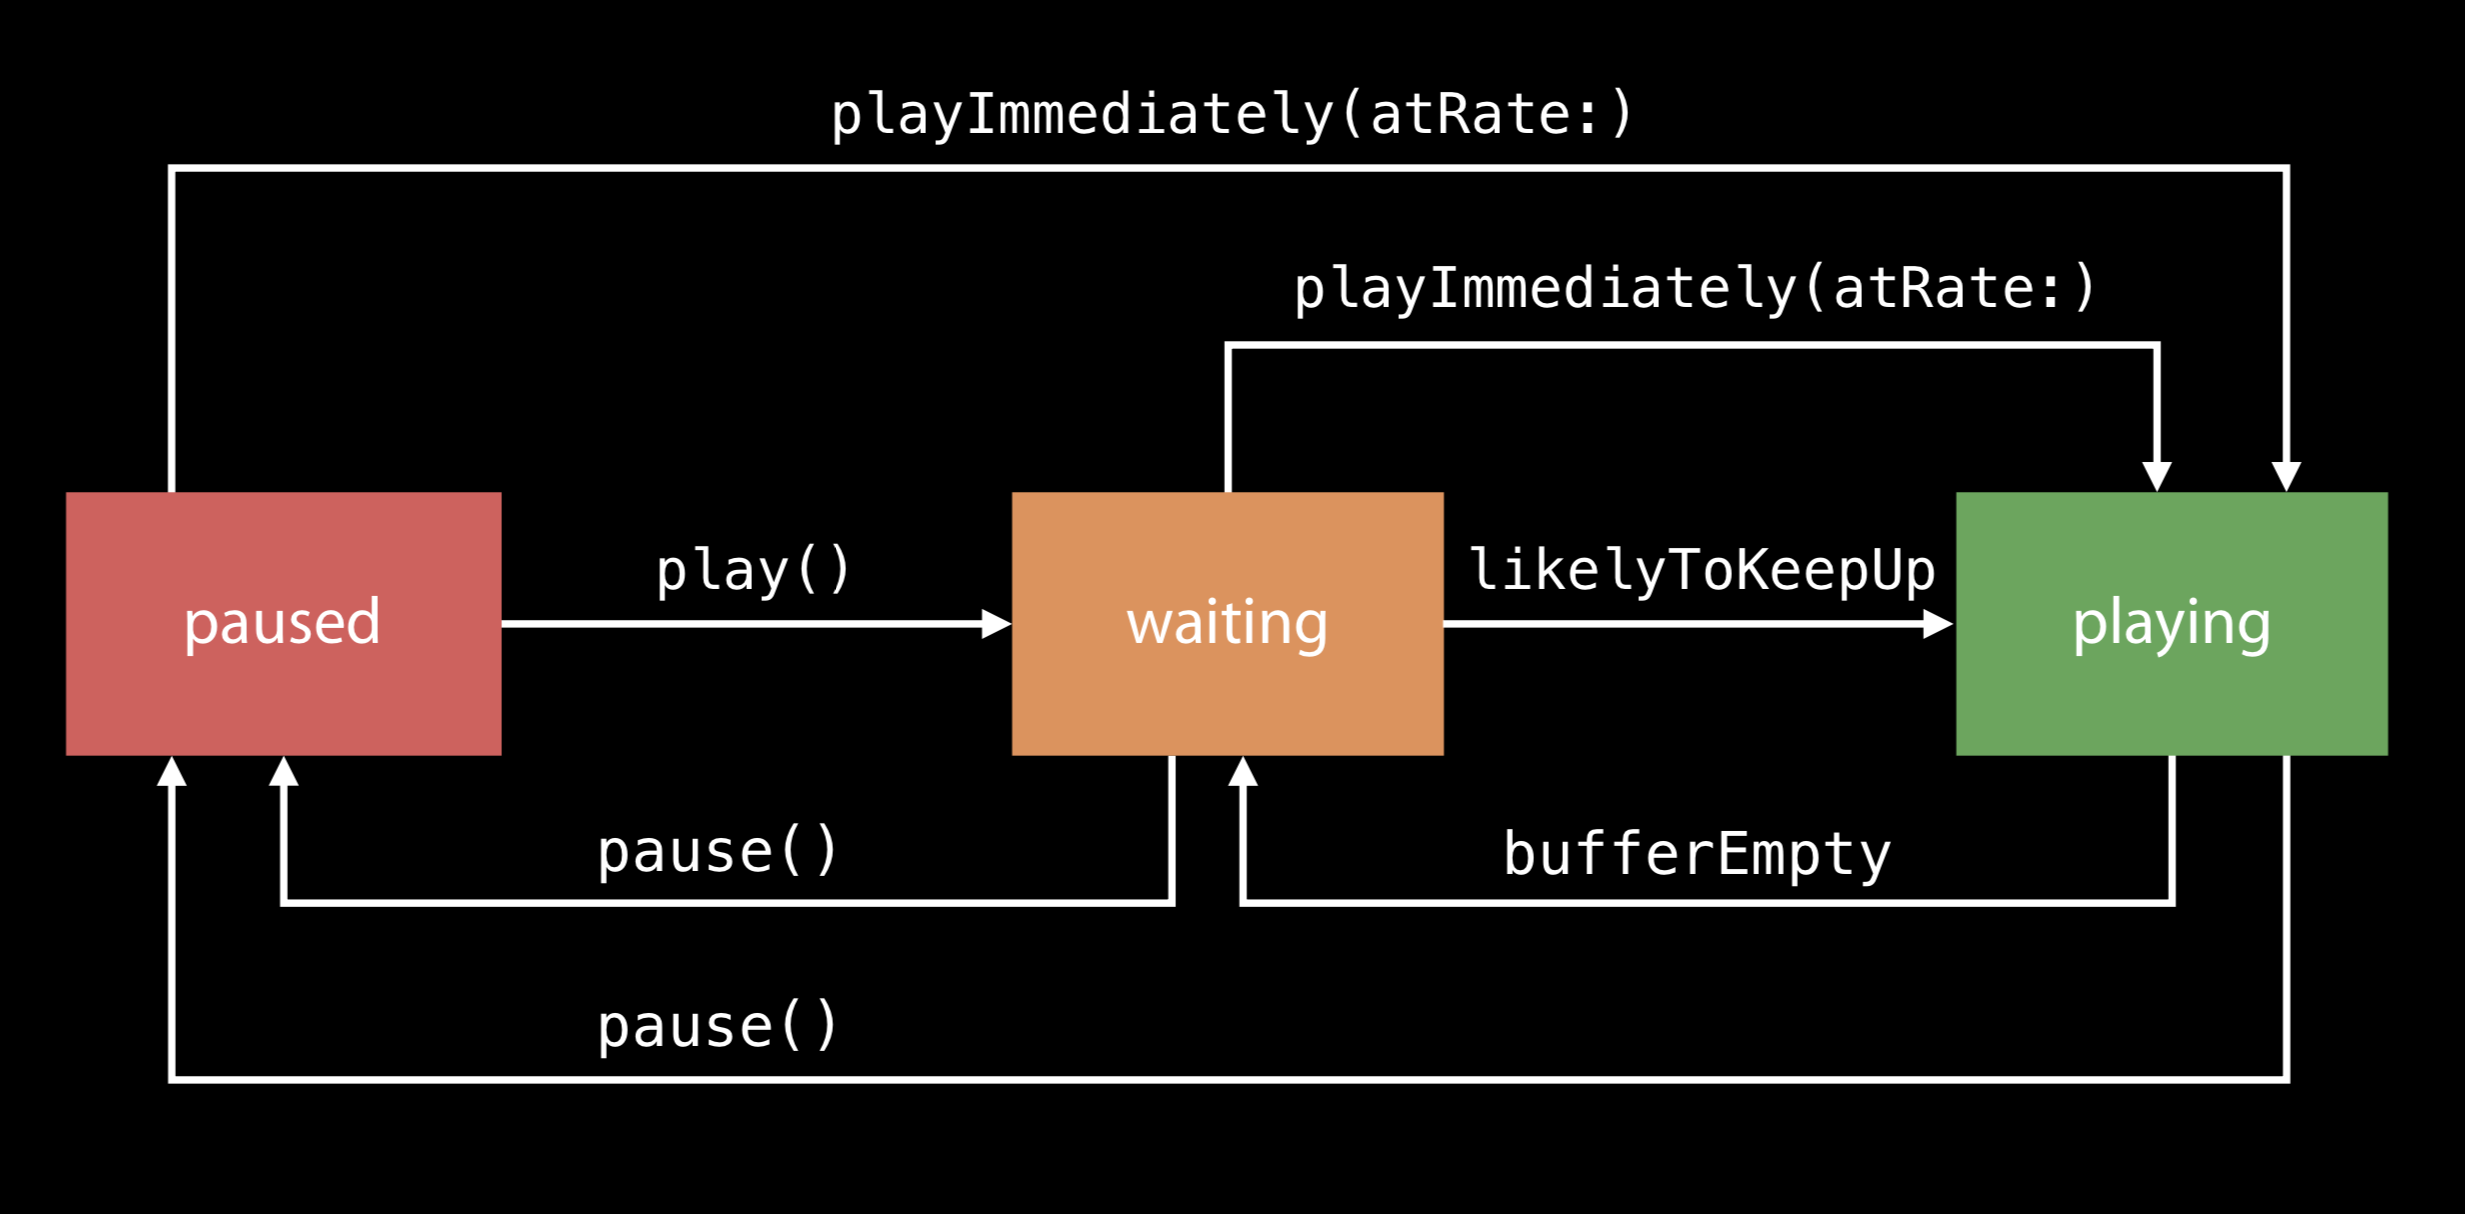 playImmediately(atRate:)
playImmediately(atRate:)
play()
likelyToKeepUp
paused
waiting
playing
pause()
bufferEmpty
pause()